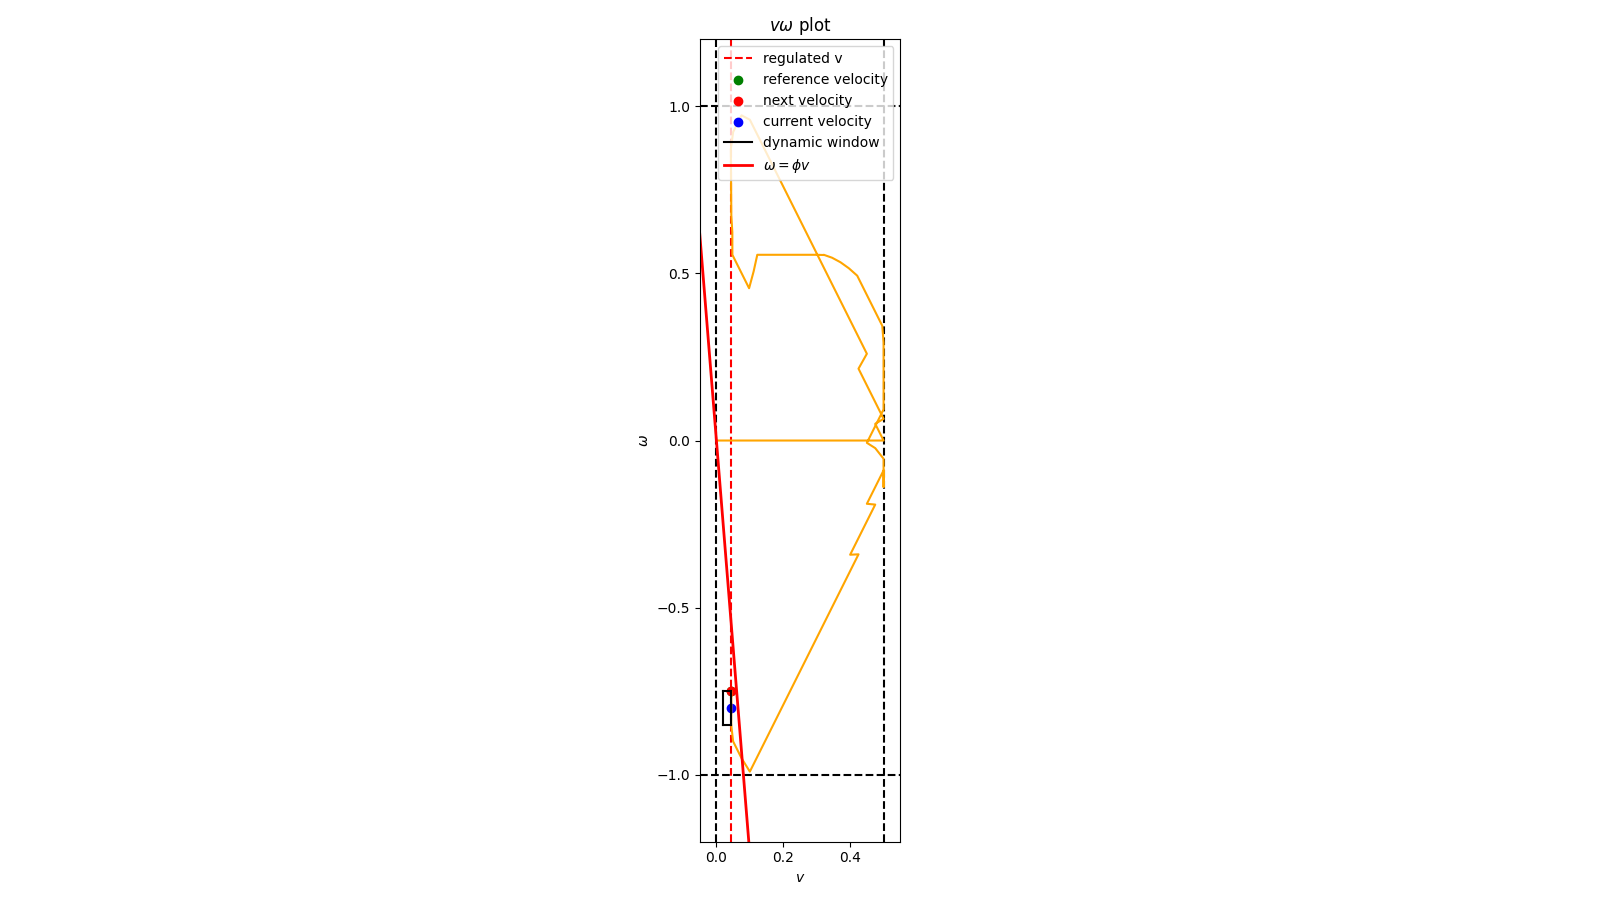 vω plot
regulated v
reference velocity
next velocity
current velocity
dynamic window
ω = ϕv
1.0
0.5
0.0
−0.5
−1.0
ω
0.0 0.2 0.4
v